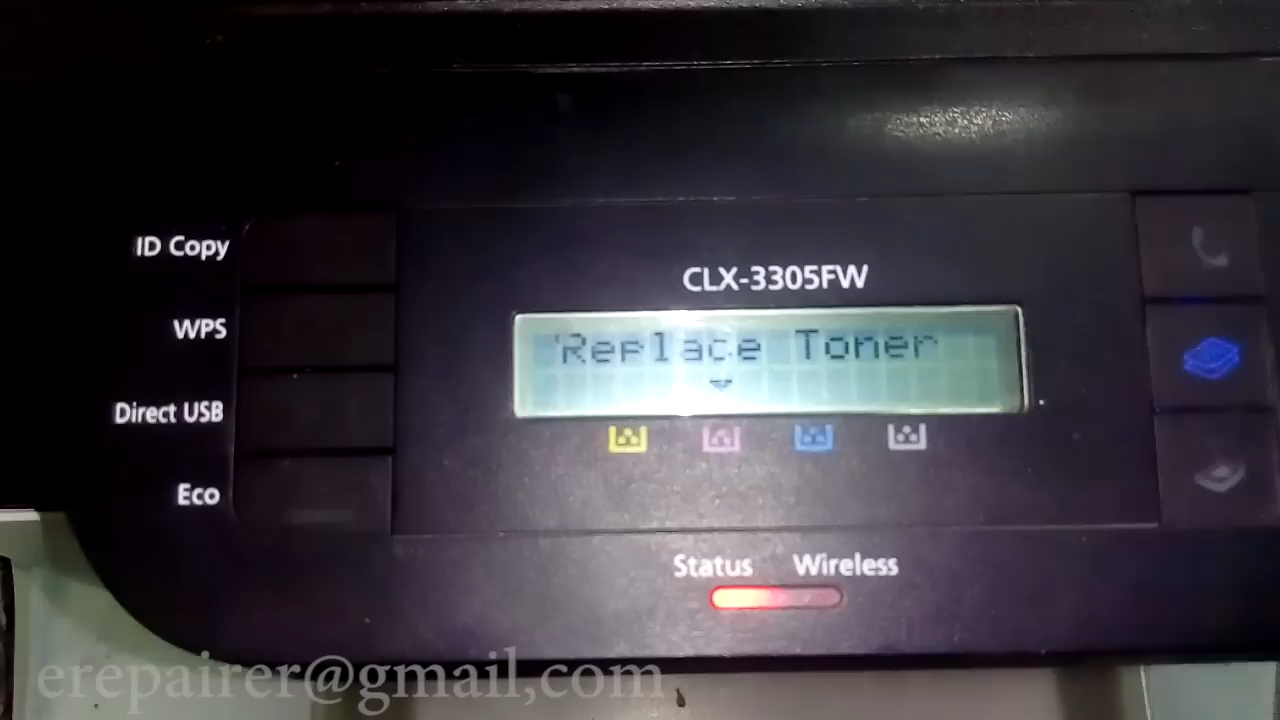 ID Copy
WPS
Direct USB
Eco
CLX-3305FW
Replace Toner
Status Wireless
erepairer@gmail,com